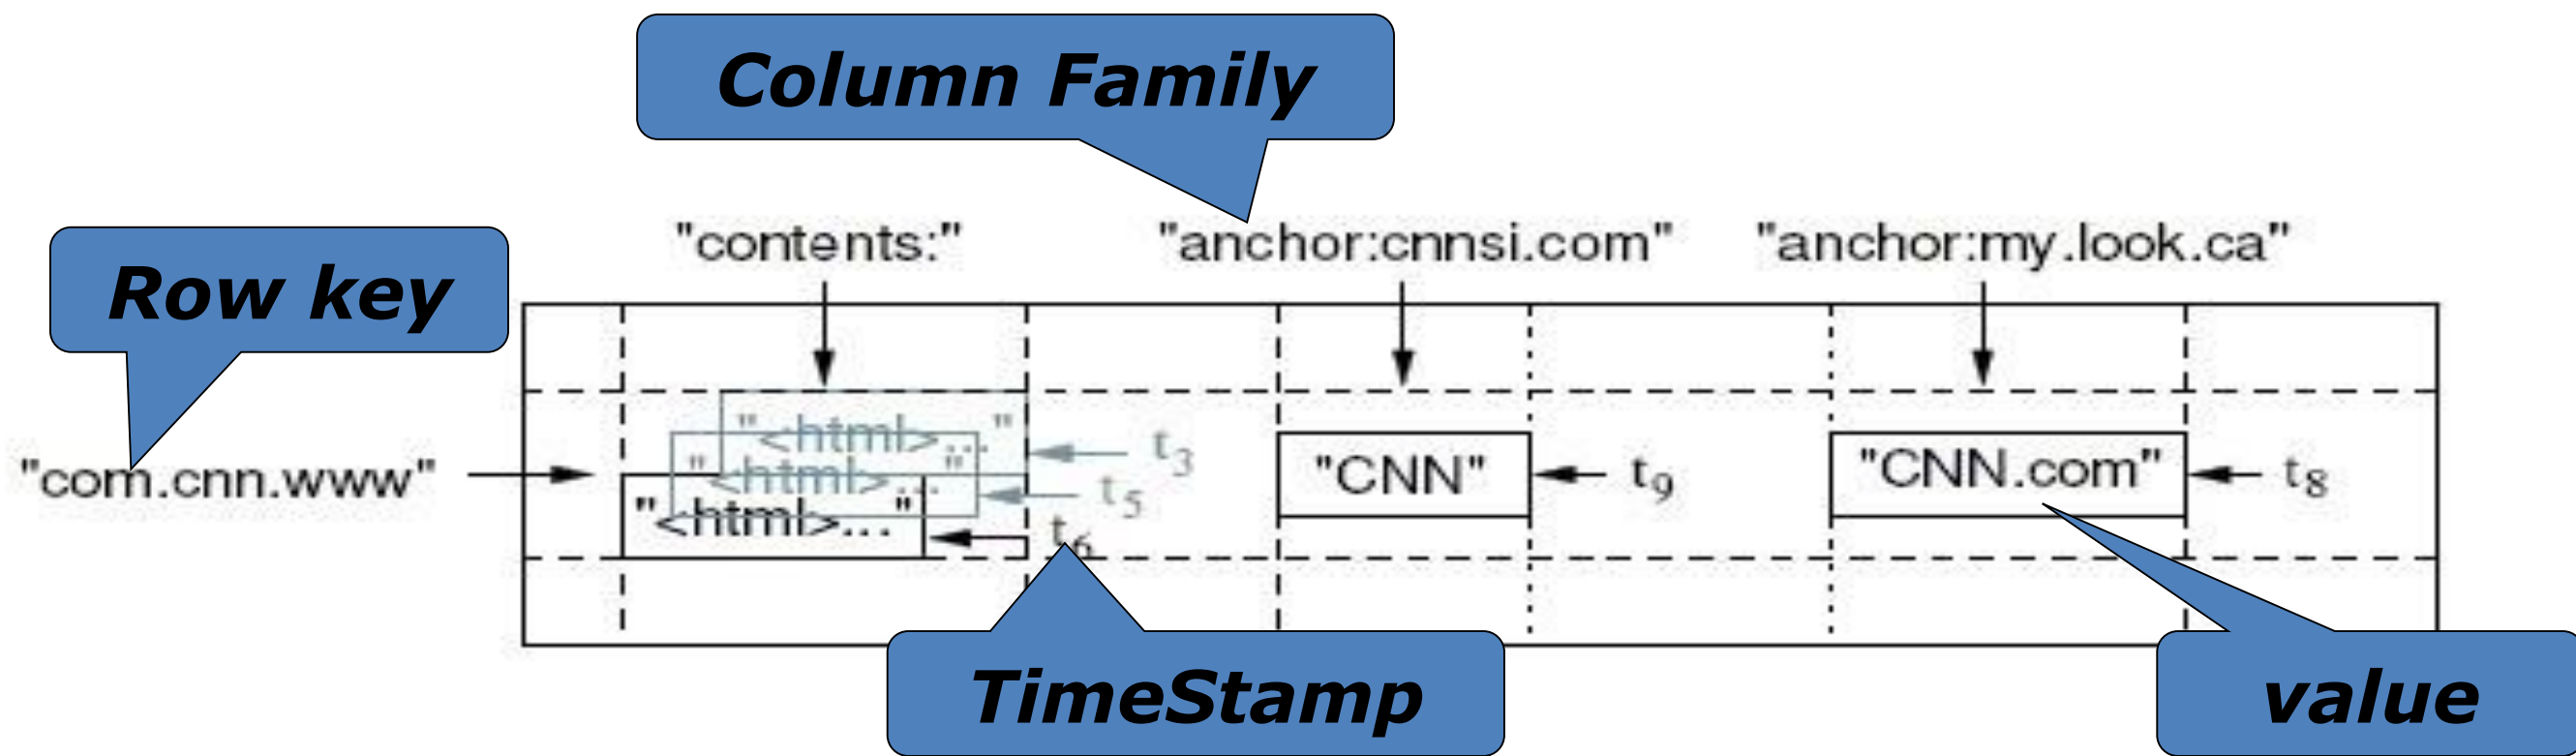 Column Family
"contents:" "anchor:cnnsi.com" "anchor:my.look.ca"
Row key
"<html>..." t3
"com.cnn.www" "<html>..." t5 "CNN" t9 "CNN.com" t8
"<html>..." t6
TimeStamp value